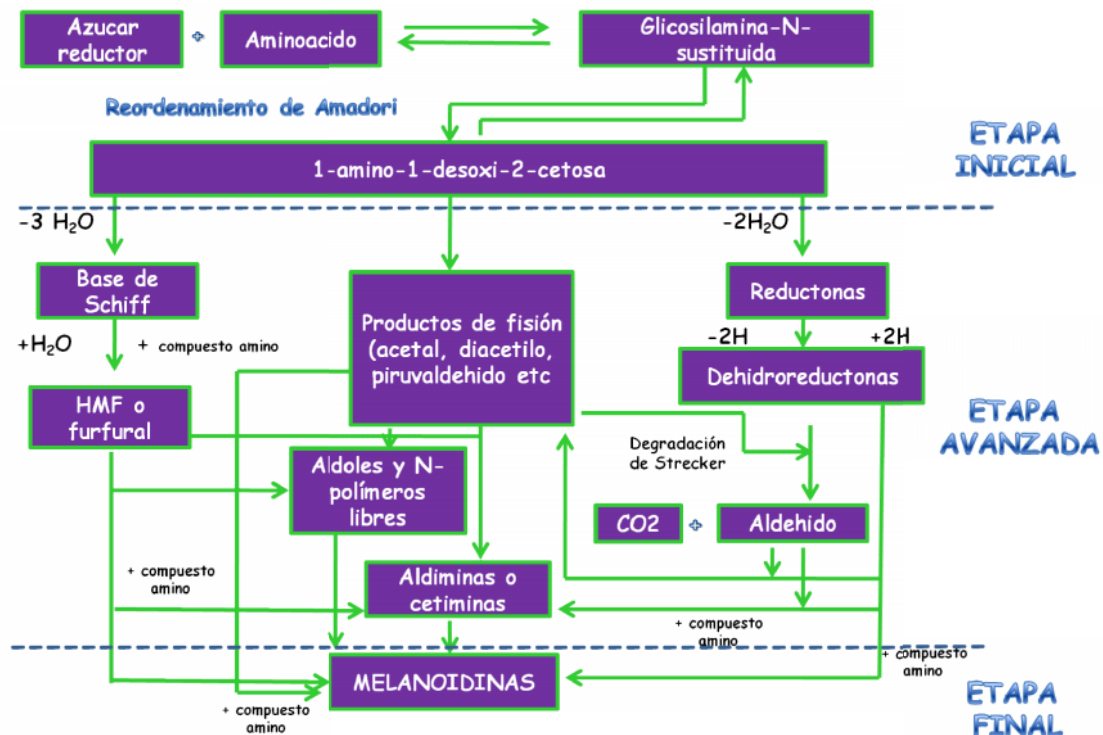 Azucar
reductor
+
Aminoacido
Glicosilamina-N-
sustituida
Reordenamiento de Amadori
ETAPA
INICIAL
1-amino-1-desoxi-2-cetosa
-3 H₂O
-2H₂O
Base de
Schiff
Productos de fisión
(acetal, diacetilo,
piruvaldehido etc
Reductonas
+H₂O
+ compuesto amino
-2H
+2H
Dehidroreductonas
HMF o
furfural
ETAPA
AVANZADA
Degradación
de Strecker
Aldoles y N-
polímeros
libres
CO2
+
Aldehido
+ compuesto
amino
Aldiminas o
cetiminas
+ compuesto
amino
+ compuesto
amino
MELANOIDINAS
+ compuesto
amino
ETAPA
FINAL